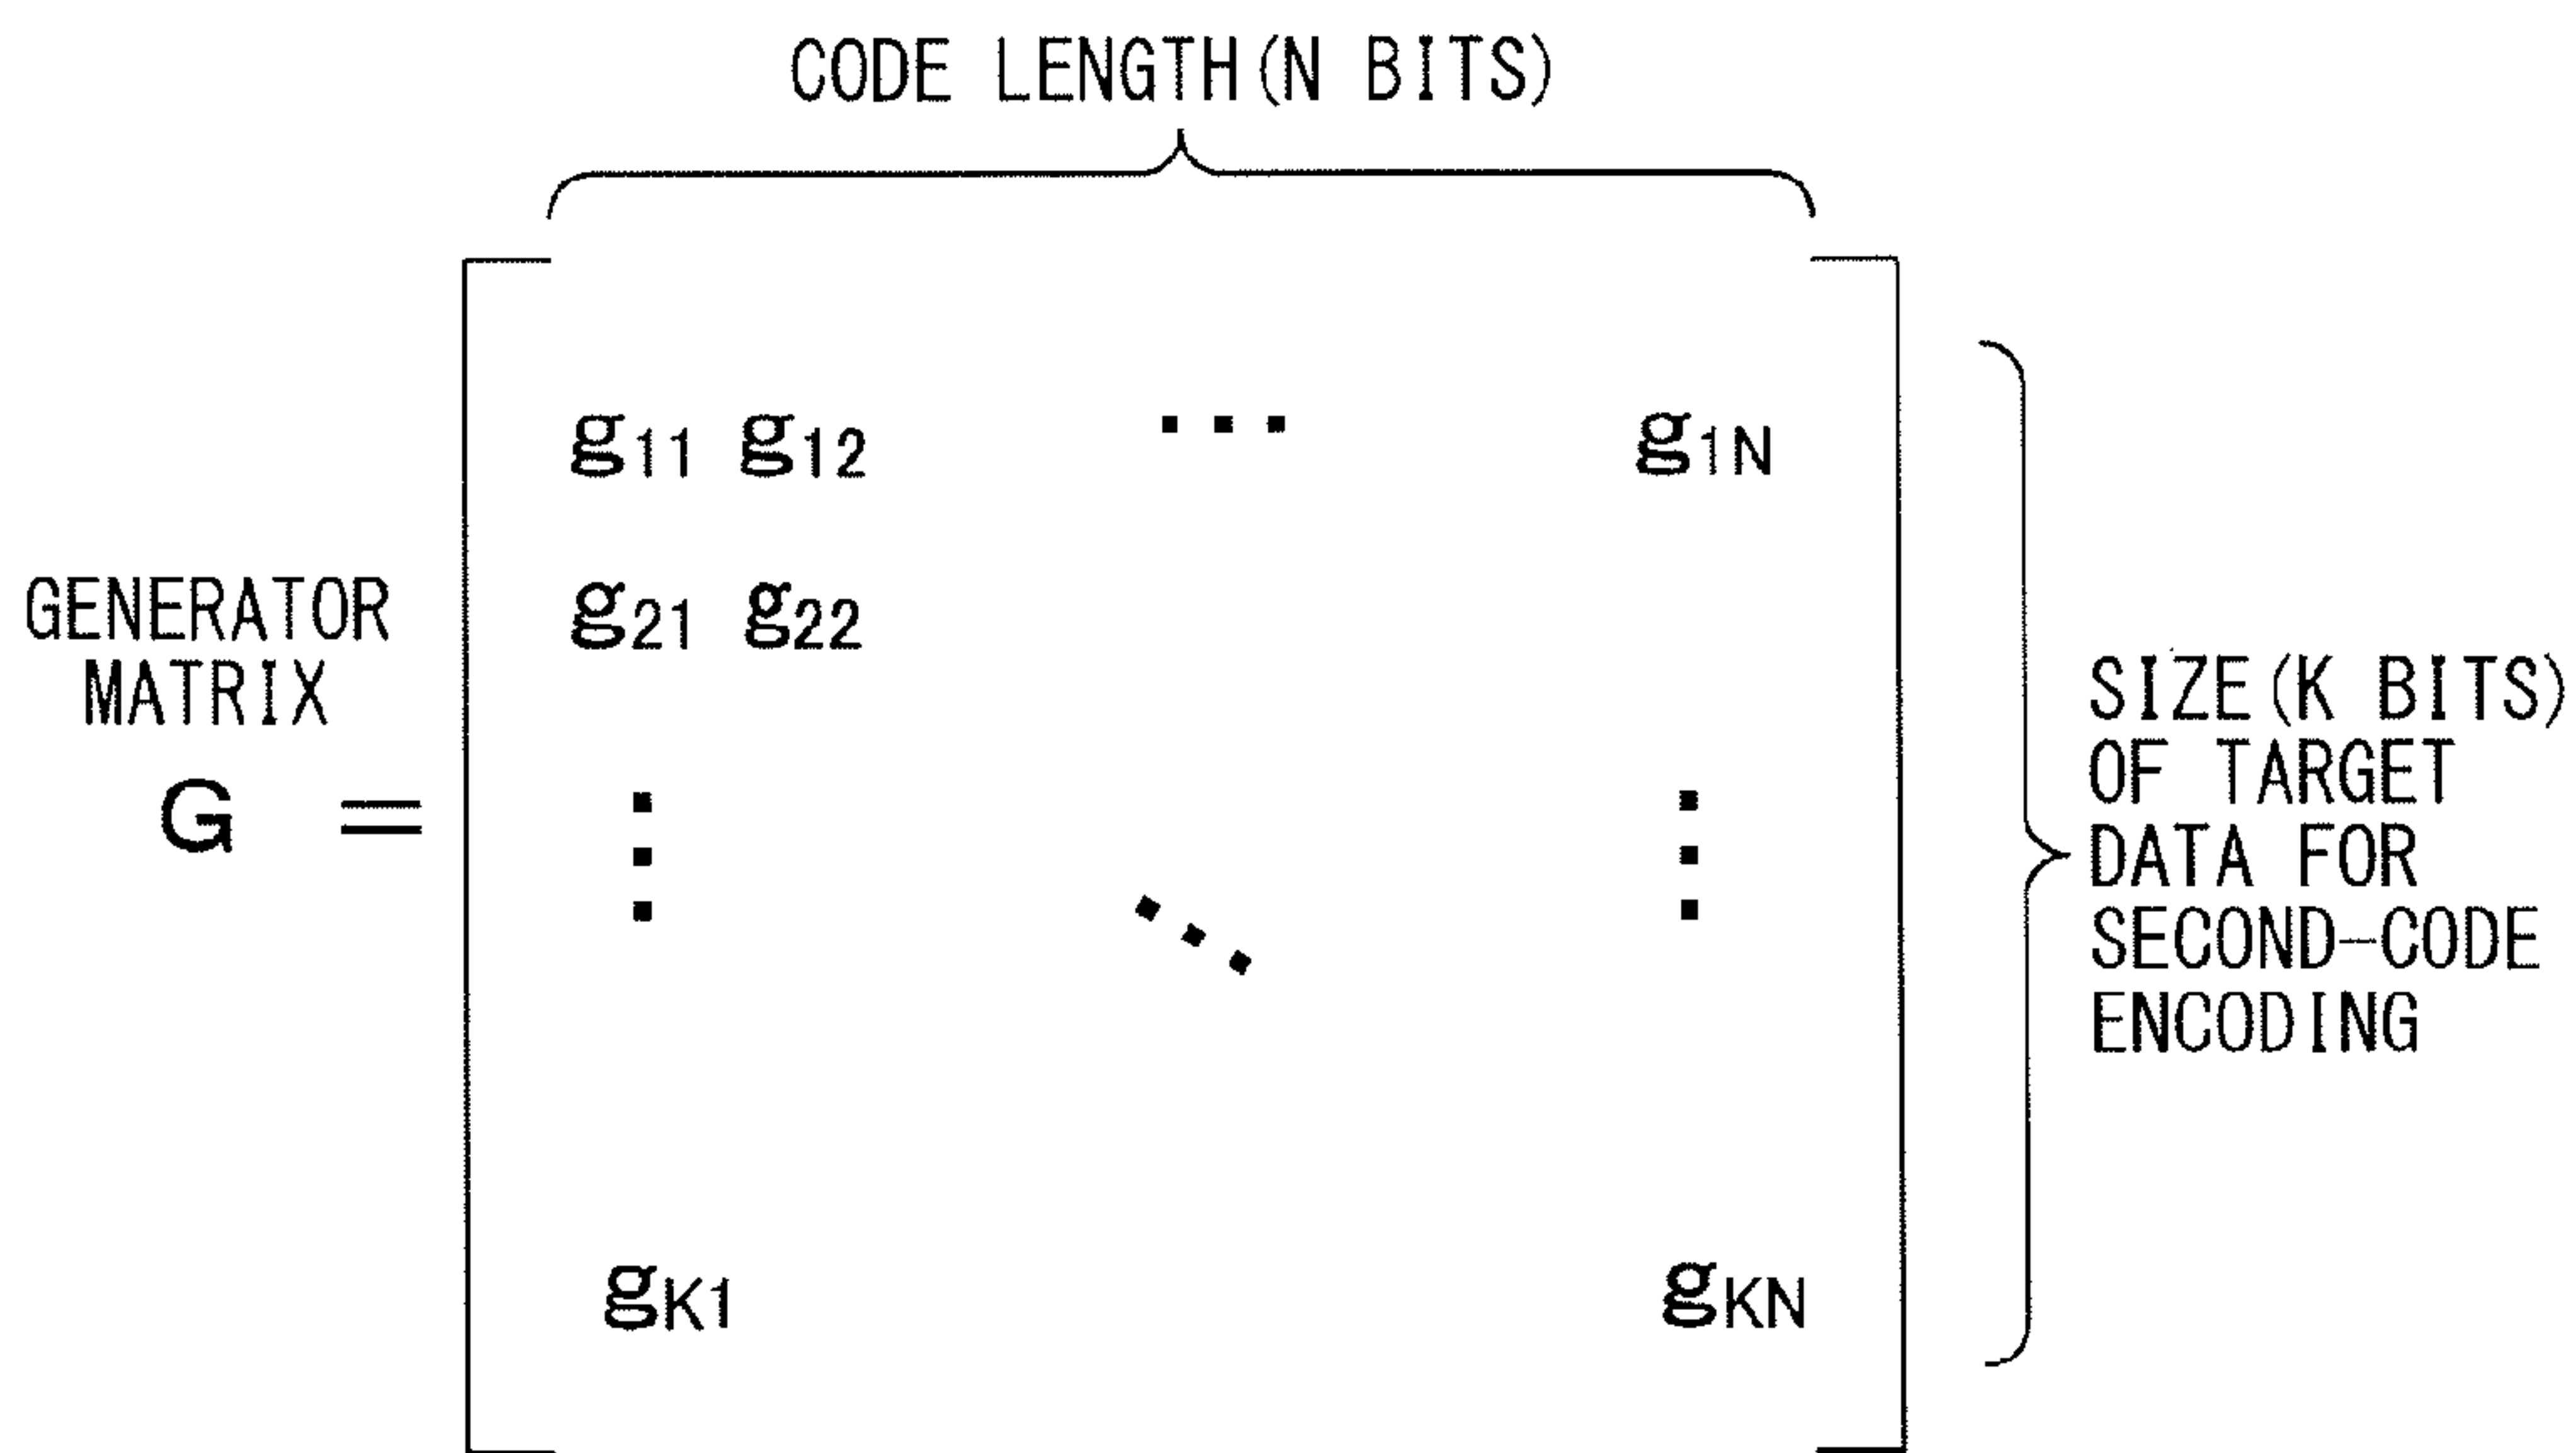 CODE LENGTH(N BITS)
g11 g12 ... g1N
g21 g22
GENERATOR
MATRIX
G =
SIZE(K BITS)
OF TARGET
DATA FOR
SECOND-CODE
ENCODING
gK1 gKN